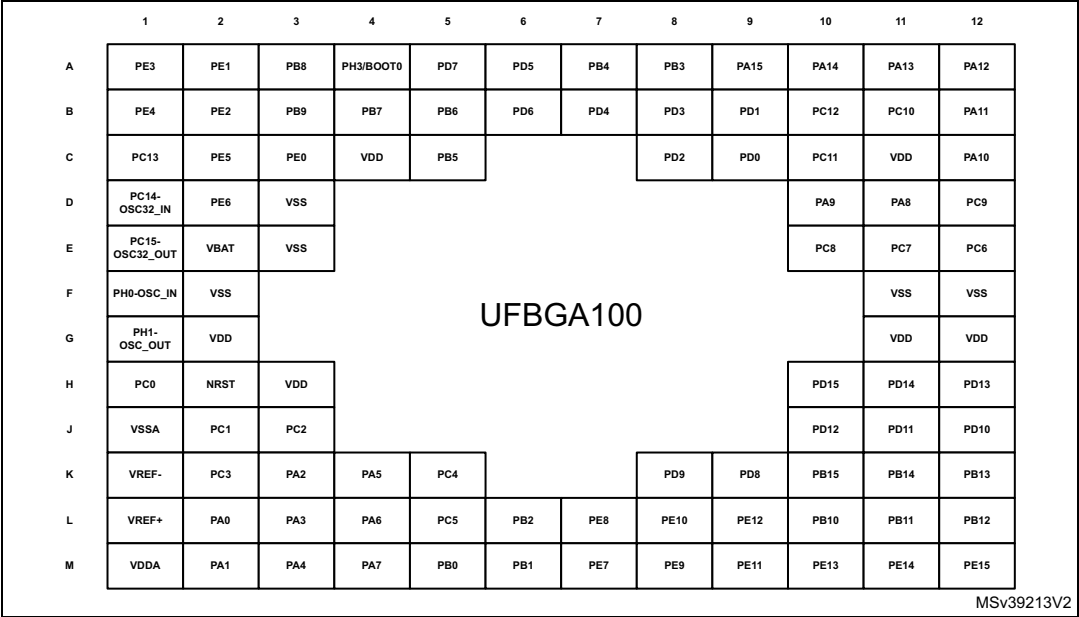 1 2 3 4 5 6 7 8 9 10 11 12
A PE3 PE1 PB8 PH3/BOOT0 PD7 PD5 PB4 PB3 PA15 PA14 PA13 PA12
B PE4 PE2 PB9 PB7 PB6 PD6 PD4 PD3 PD1 PC12 PC10 PA11
C PC13 PE5 PE0 VDD PB5 PD2 PD0 PC11 VDD PA10
D PC14-
OSC32_IN PE6 VSS PA9 PA8 PC9
E PC15-
OSC32_OUT VBAT VSS PC8 PC7 PC6
F PH0-OSC_IN VSS VSS VSS
UFBGA100
G PH1-
OSC_OUT VDD VDD VDD
H PC0 NRST VDD PD15 PD14 PD13
J VSSA PC1 PC2 PD12 PD11 PD10
K VREF- PC3 PA2 PA5 PC4 PD9 PD8 PB15 PB14 PB13
L VREF+ PA0 PA3 PA6 PC5 PB2 PE8 PE10 PE12 PB10 PB11 PB12
M VDDA PA1 PA4 PA7 PB0 PB1 PE7 PE9 PE11 PE13 PE14 PE15
MSv39213V2